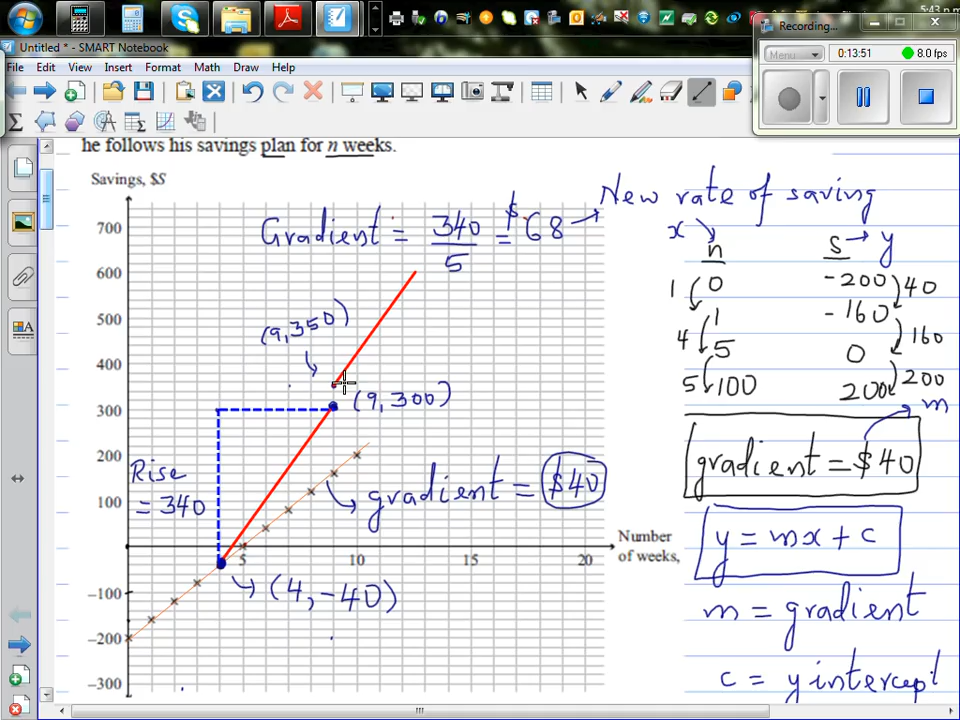 5:43 p
Recording...
Menu
0:13:51
8.0 fps
Untitled * - SMART Notebook
File Edit View Insert Format Math Draw Help
he follows his savings plan for n weeks.
Savings, $S
New rate of saving
Gradient = 340/5 = $68
x
n
s → y
700
600
500
400
300
200
100
-100
-200
-300
0
1
5
100
1
4
5
-200
-160
0
200
40
160
200
m
(9,350)
(9,300)
Rise
= 340
gradient = $40
gradient = $40
Number
of weeks,
5 10 15 20
y = mx + c
(4,-40)
m = gradient
c = y intercept